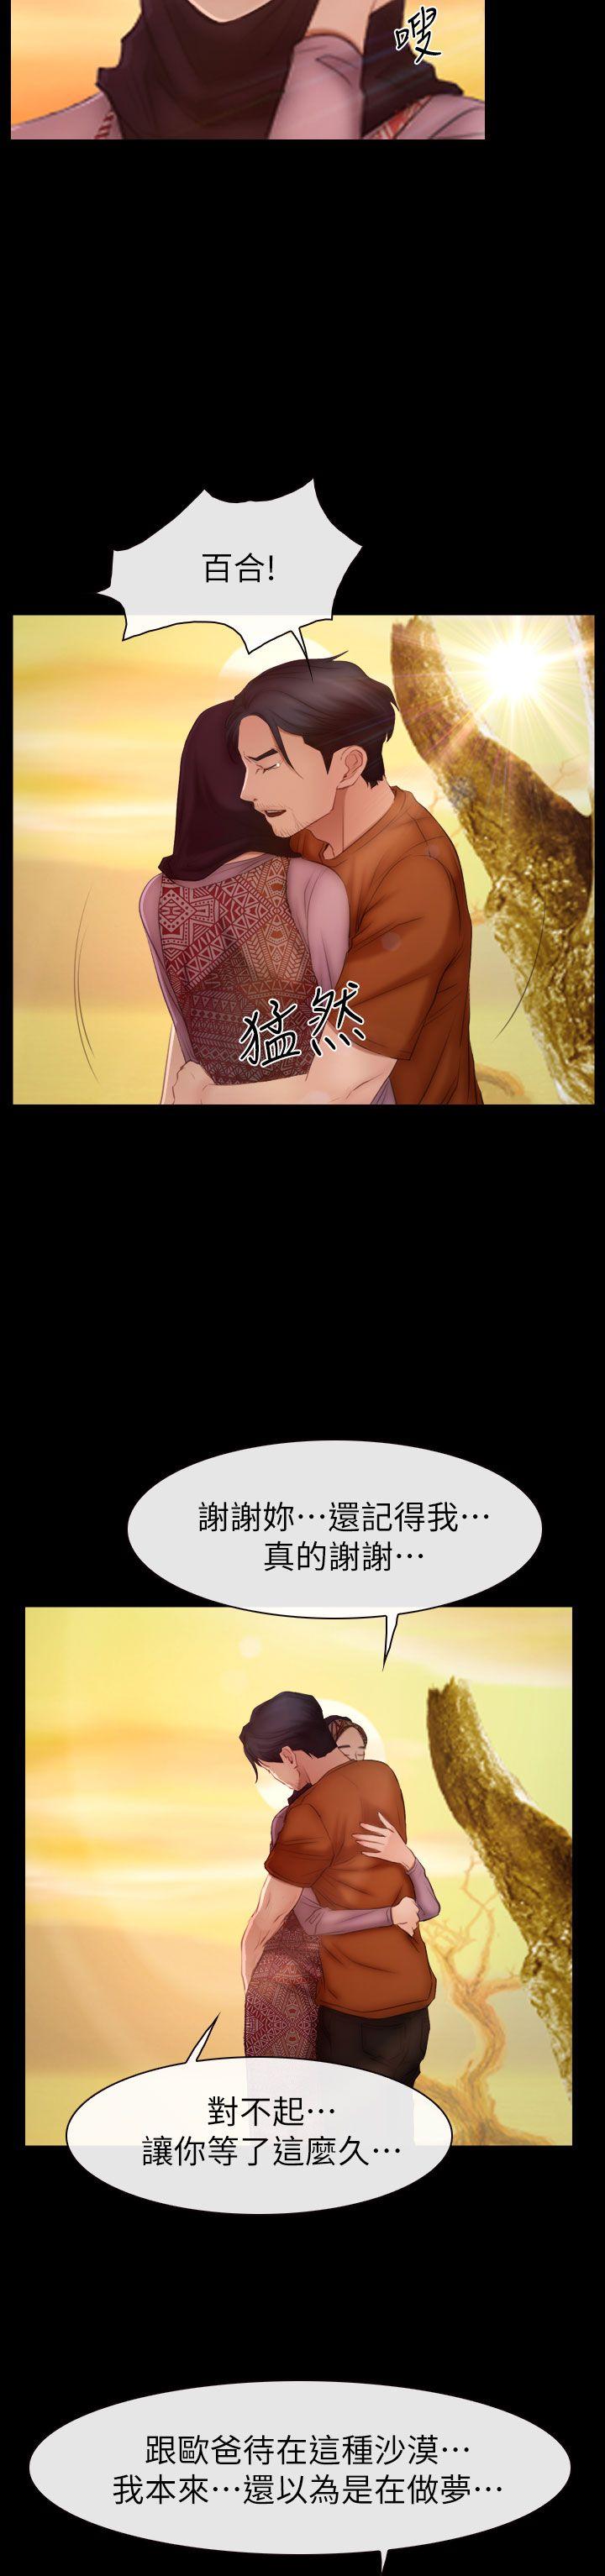 嗖
百合!
猛然
謝謝妳⋯還記得我⋯
真的謝謝⋯
對不起⋯
讓你等了這麼久⋯
跟歐爸待在這種沙漠⋯
我本來⋯還以為是在做夢⋯